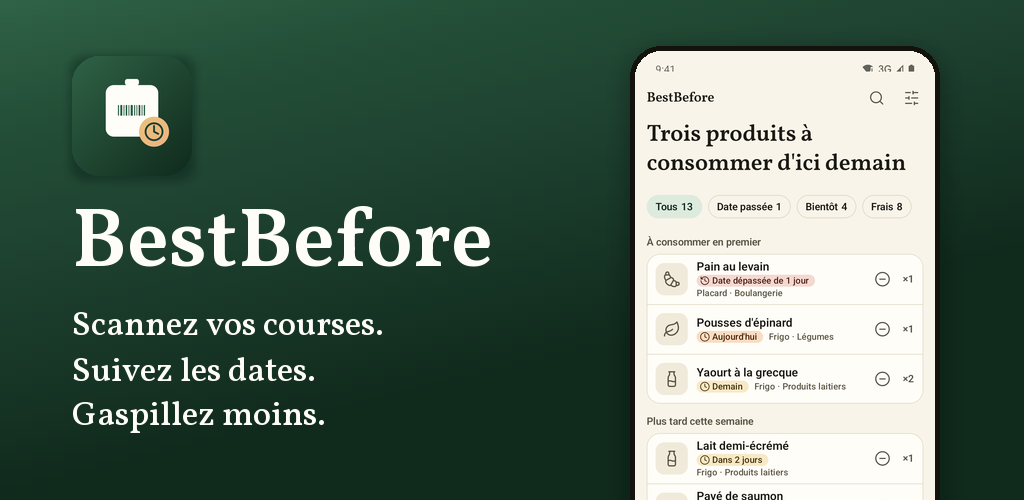 BestBefore
Scannez vos courses.
Suivez les dates.
Gaspillez moins.
9:41
3G
BestBefore
Trois produits à
consommer d'ici demain
Tous 13
Date passée 1
Bientôt 4
Frais 8
À consommer en premier
Pain au levain
Date dépassée de 1 jour
Placard · Boulangerie
×1
Pousses d'épinard
Aujourd'hui Frigo · Légumes
×1
Yaourt à la grecque
Demain Frigo · Produits laitiers
×2
Plus tard cette semaine
Lait demi-écrémé
Dans 2 jours
Frigo · Produits laitiers
×1
Pavé de saumon